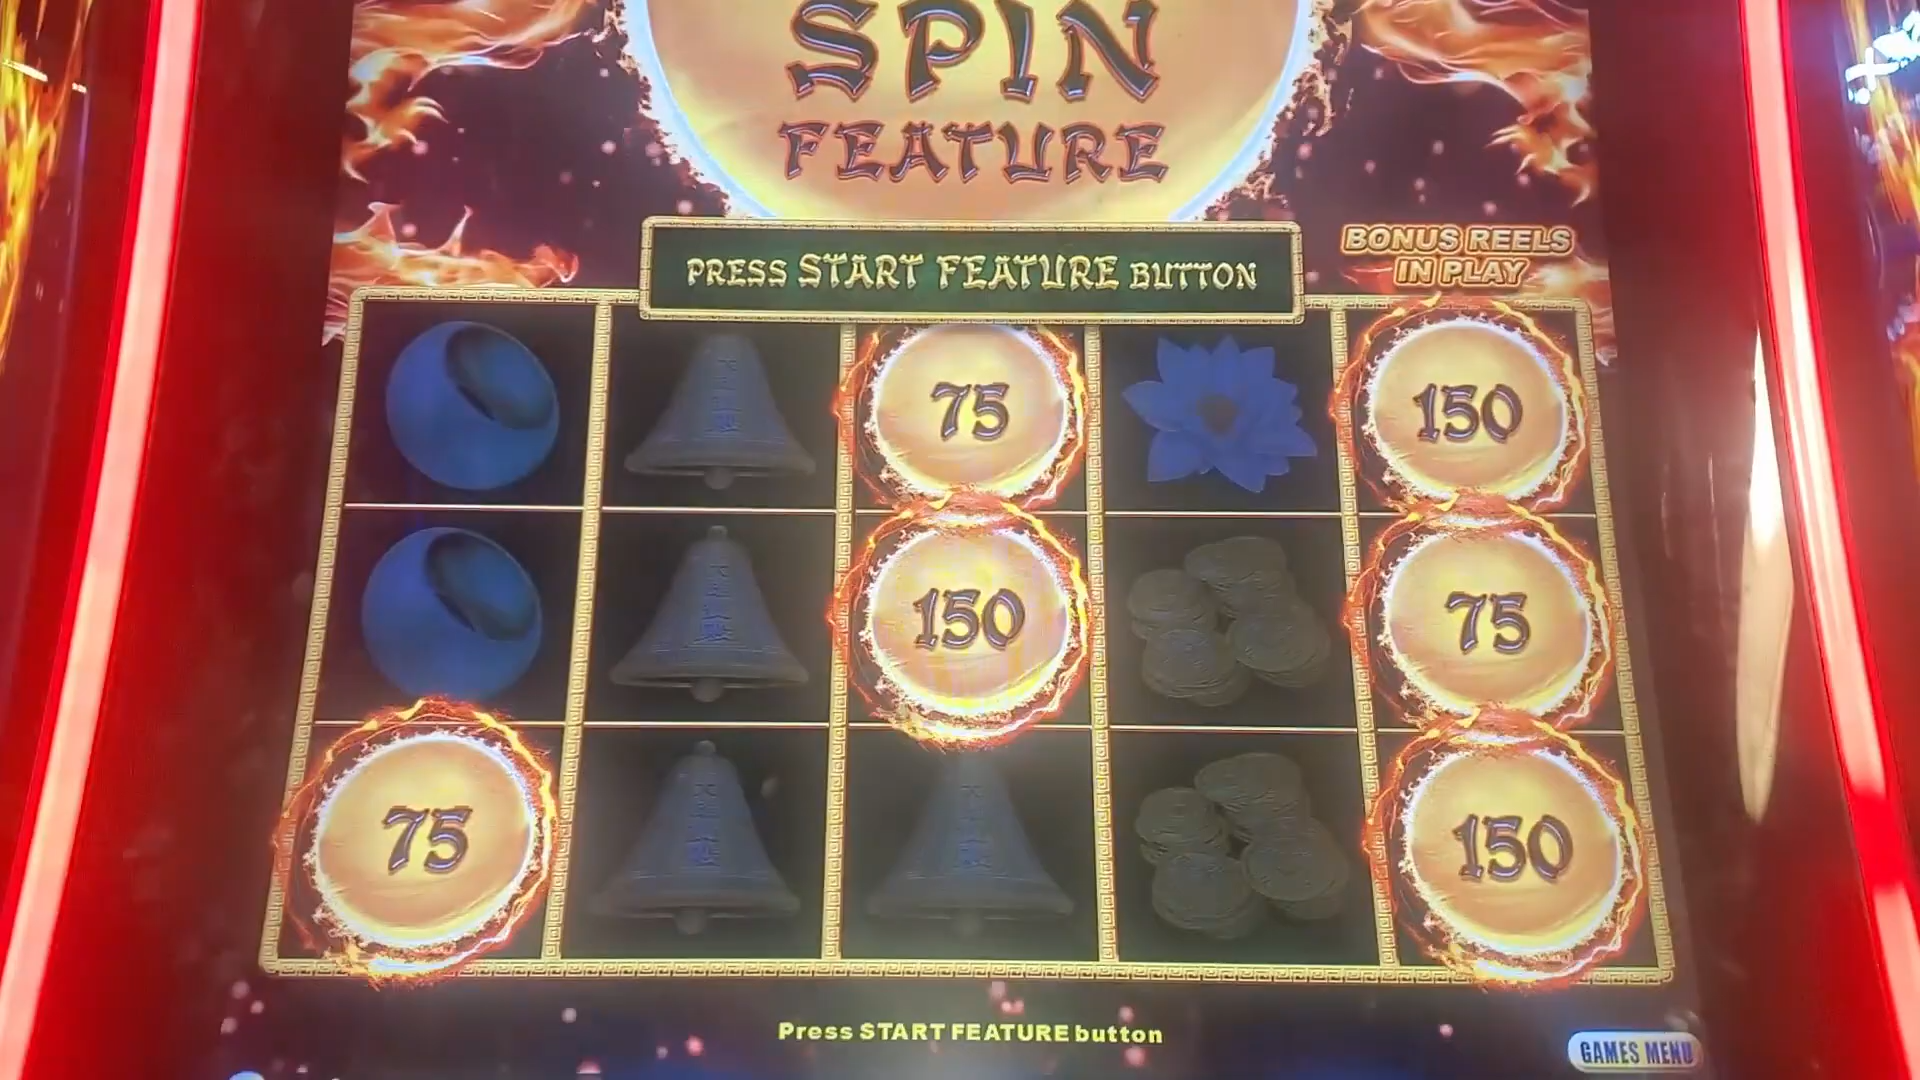 SPIN
FEATURE
PRESS START FEATURE BUTTON
BONUS REELS
IN PLAY
75
150
150
75
75
150
Press START FEATURE button
GAMES MENU